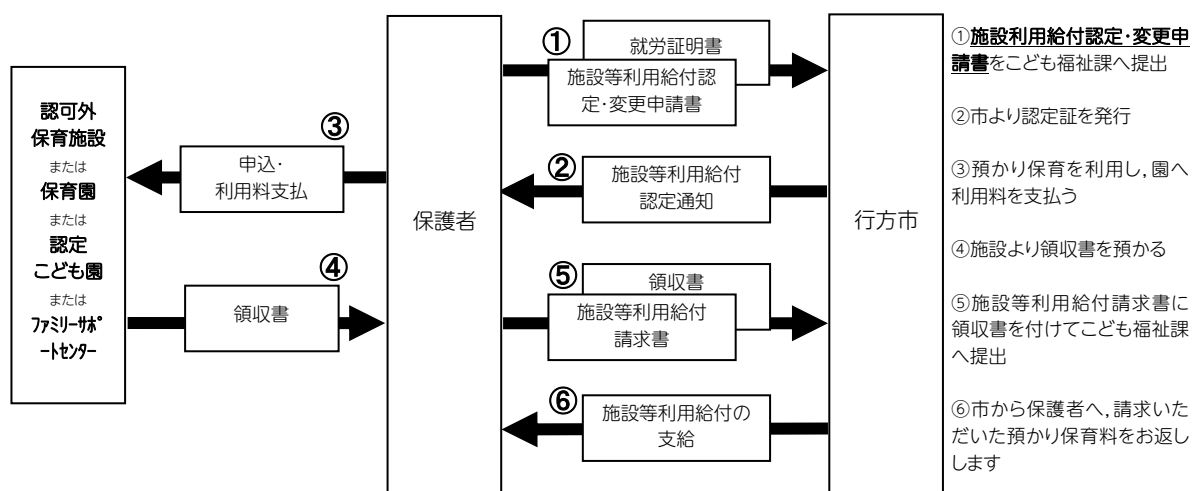 認可外
保育施設
または
保育園
または
認定
こども園
または
ﾌｧﾐﾘｰｻﾎﾟ
ｰﾄｾﾝﾀｰ
③
申込・
利用料支払
④
領収書
保護者
①
就労証明書
施設等利用給付認
定・変更申請書
②
施設等利用給付
認定通知
⑤
領収書
施設等利用給付
請求書
⑥
施設等利用給付の
支給
行方市
①施設利用給付認定・変更申
請書をこども福祉課へ提出
②市より認定証を発行
③預かり保育を利用し,園へ
利用料を支払う
④施設より領収書を預かる
⑤施設等利用給付請求書に
領収書を付けてこども福祉課
へ提出
⑥市から保護者へ,請求いた
だいた預かり保育料をお返し
します